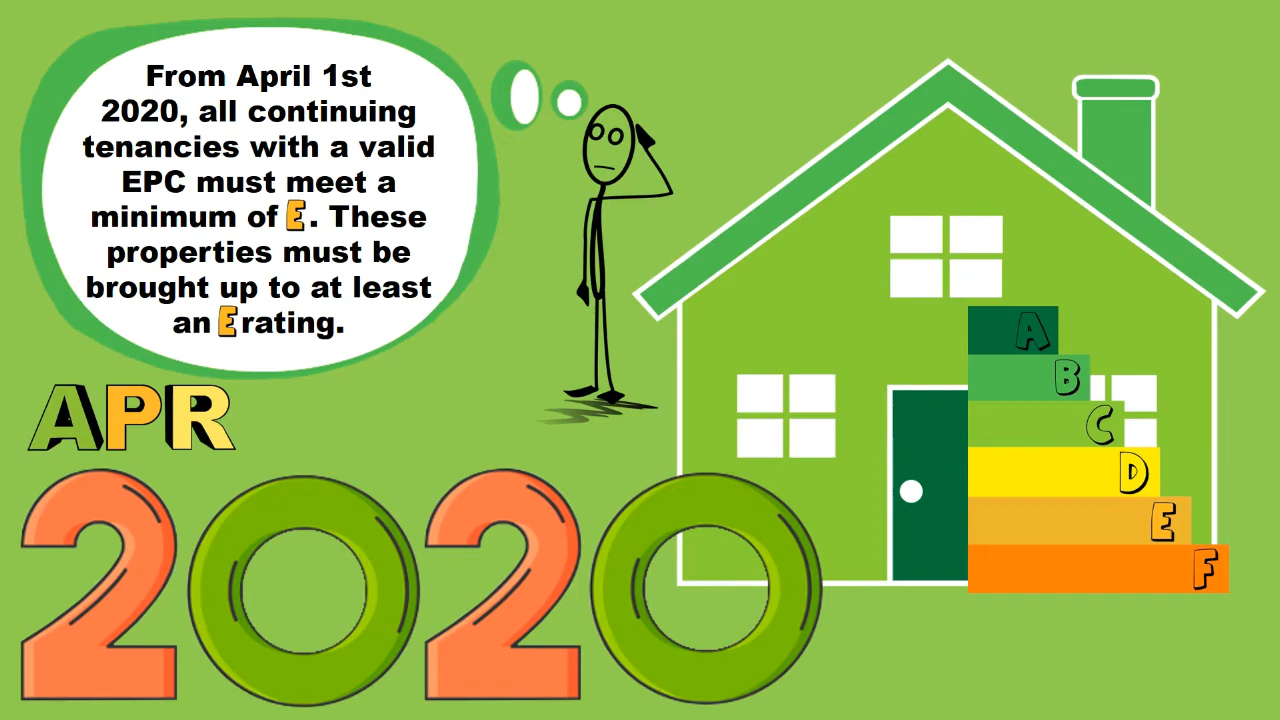 From April 1st
2020, all continuing
tenancies with a valid
EPC must meet a
minimum of E. These
properties must be
brought up to at least
an E rating.
APR
2020
A
B
C
D
E
F